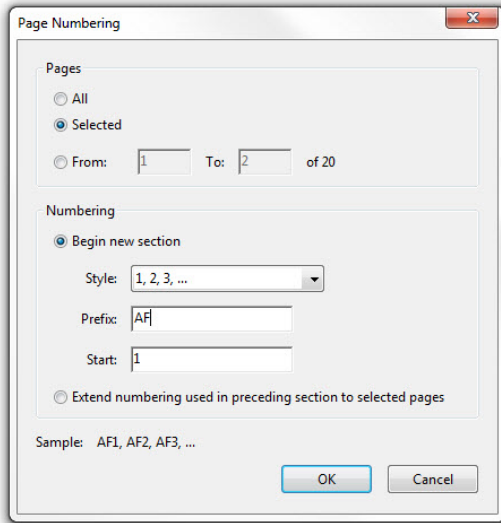 Page Numbering
Pages
All
Selected
From: 1 To: 2 of 20
Numbering
Begin new section
Style: 1, 2, 3, ...
Prefix: AF
Start: 1
Extend numbering used in preceding section to selected pages
Sample: AF1, AF2, AF3, ...
OK Cancel